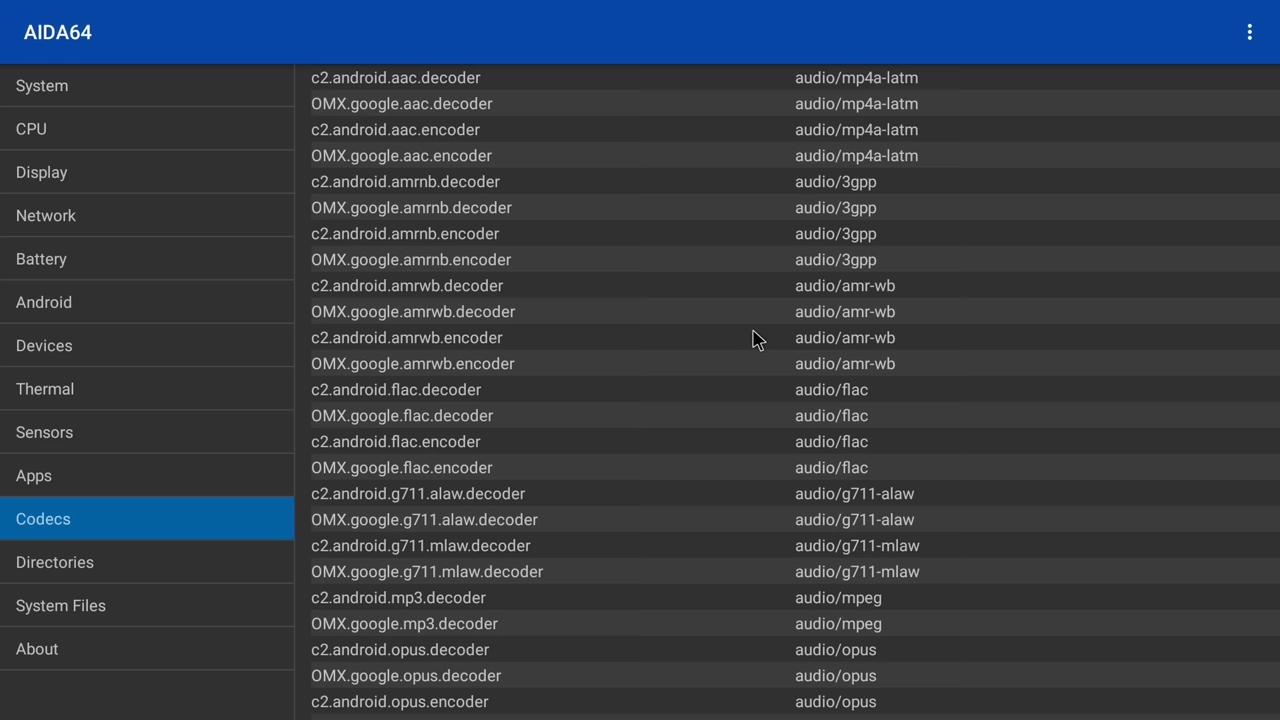 AIDA64
System
CPU
Display
Network
Battery
Android
Devices
Thermal
Sensors
Apps
Codecs
Directories
System Files
About
c2.android.aac.decoder audio/mp4a-latm
OMX.google.aac.decoder audio/mp4a-latm
c2.android.aac.encoder audio/mp4a-latm
OMX.google.aac.encoder audio/mp4a-latm
c2.android.amrnb.decoder audio/3gpp
OMX.google.amrnb.decoder audio/3gpp
c2.android.amrnb.encoder audio/3gpp
OMX.google.amrnb.encoder audio/3gpp
c2.android.amrwb.decoder audio/amr-wb
OMX.google.amrwb.decoder audio/amr-wb
c2.android.amrwb.encoder audio/amr-wb
OMX.google.amrwb.encoder audio/amr-wb
c2.android.flac.decoder audio/flac
OMX.google.flac.decoder audio/flac
c2.android.flac.encoder audio/flac
OMX.google.flac.encoder audio/flac
c2.android.g711.alaw.decoder audio/g711-alaw
OMX.google.g711.alaw.decoder audio/g711-alaw
c2.android.g711.mlaw.decoder audio/g711-mlaw
OMX.google.g711.mlaw.decoder audio/g711-mlaw
c2.android.mp3.decoder audio/mpeg
OMX.google.mp3.decoder audio/mpeg
c2.android.opus.decoder audio/opus
OMX.google.opus.decoder audio/opus
c2.android.opus.encoder audio/opus